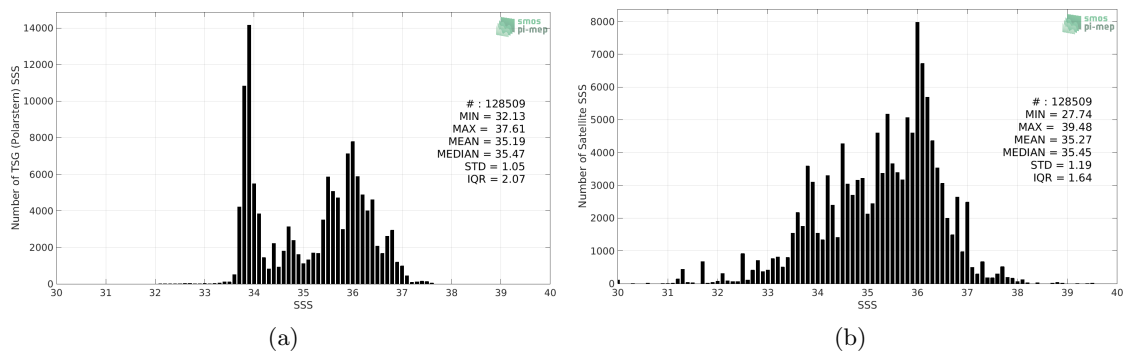 smos
pi-mep
14000
12000
10000
8000
6000
4000
2000
0
Number of TSG (Polarstern) SSS
# : 128509
MIN = 32.13
MAX = 37.61
MEAN = 35.19
MEDIAN = 35.47
STD = 1.05
IQR = 2.07
30 31 32 33 34 35 36 37 38 39 40
SSS
(a)
smos
pi-mep
8000
7000
6000
5000
4000
3000
2000
1000
0
Number of Satellite SSS
# : 128509
MIN = 27.74
MAX = 39.48
MEAN = 35.27
MEDIAN = 35.45
STD = 1.19
IQR = 1.64
30 31 32 33 34 35 36 37 38 39 40
SSS
(b)